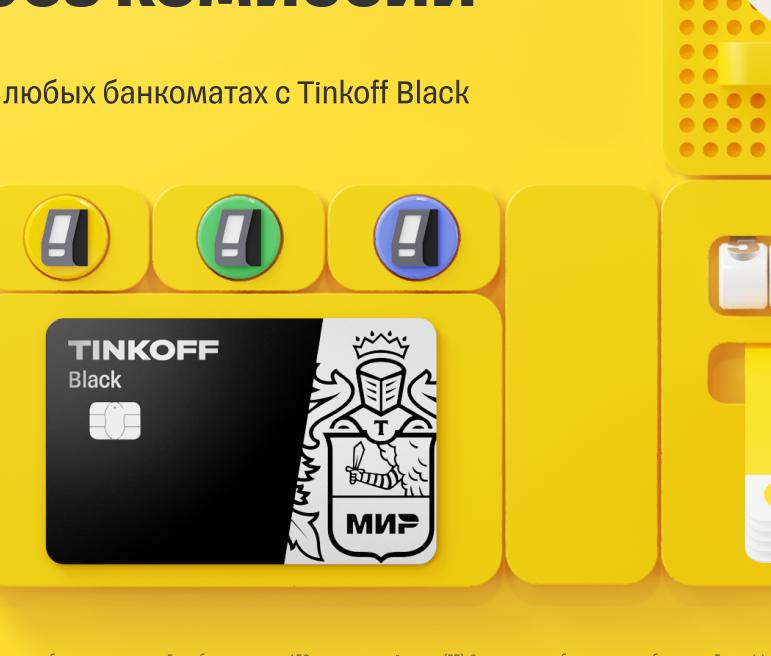 без комиссии
любых банкоматах с Tinkoff Black
TINKOFF
Black
T
МИР